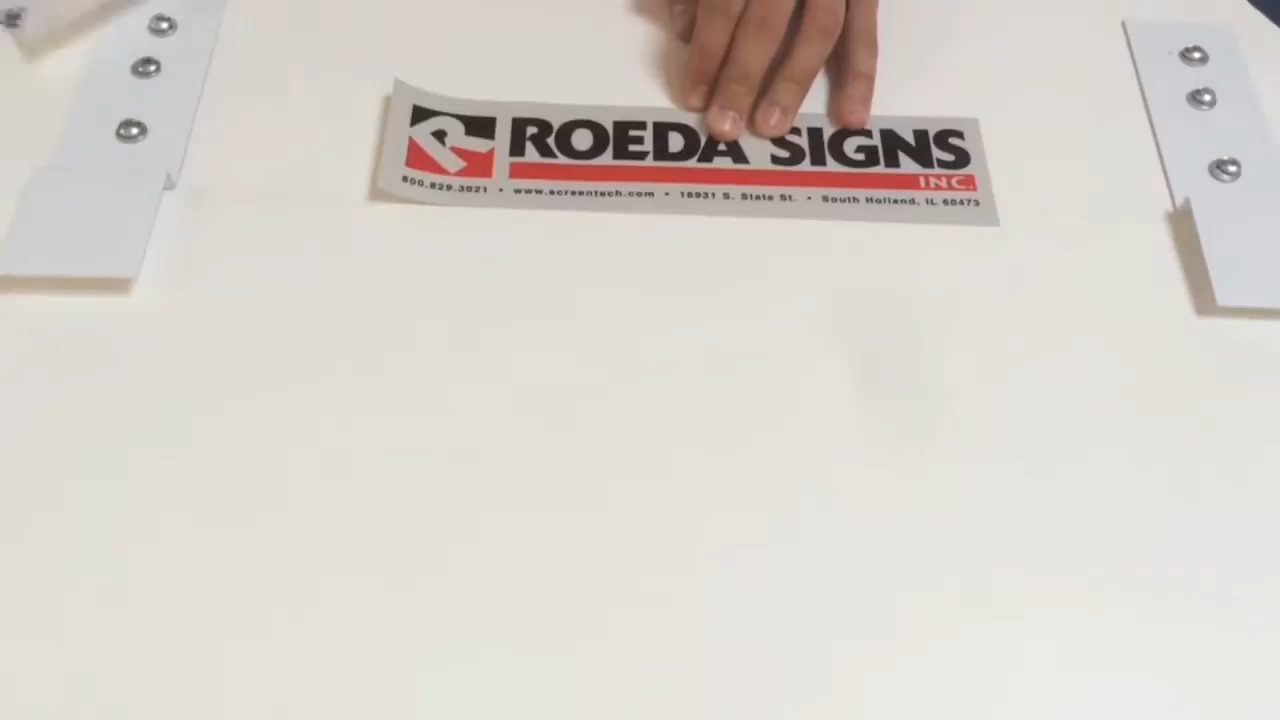 ROEDA SIGNS
INC.
800.829.3021 • www.screentech.com • 16931 S. State St. • South Holland, IL 60473